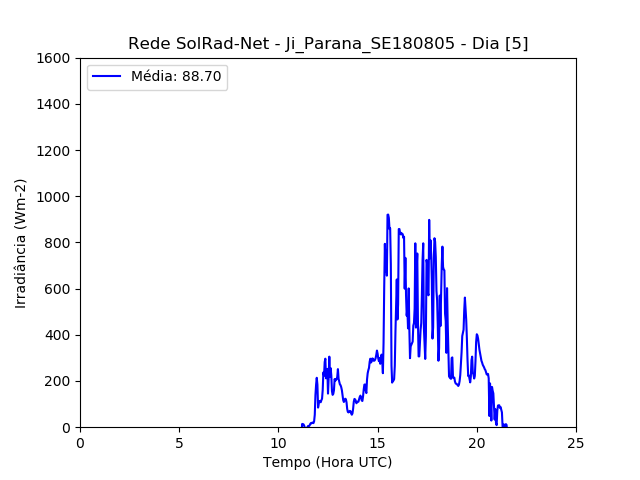 Rede SolRad-Net - Ji_Parana_SE180805 - Dia [5]
Média: 88.70
1600
1400
1200
1000
800
600
400
200
0
Irradiância (Wm-2)
0 5 10 15 20 25
Tempo (Hora UTC)